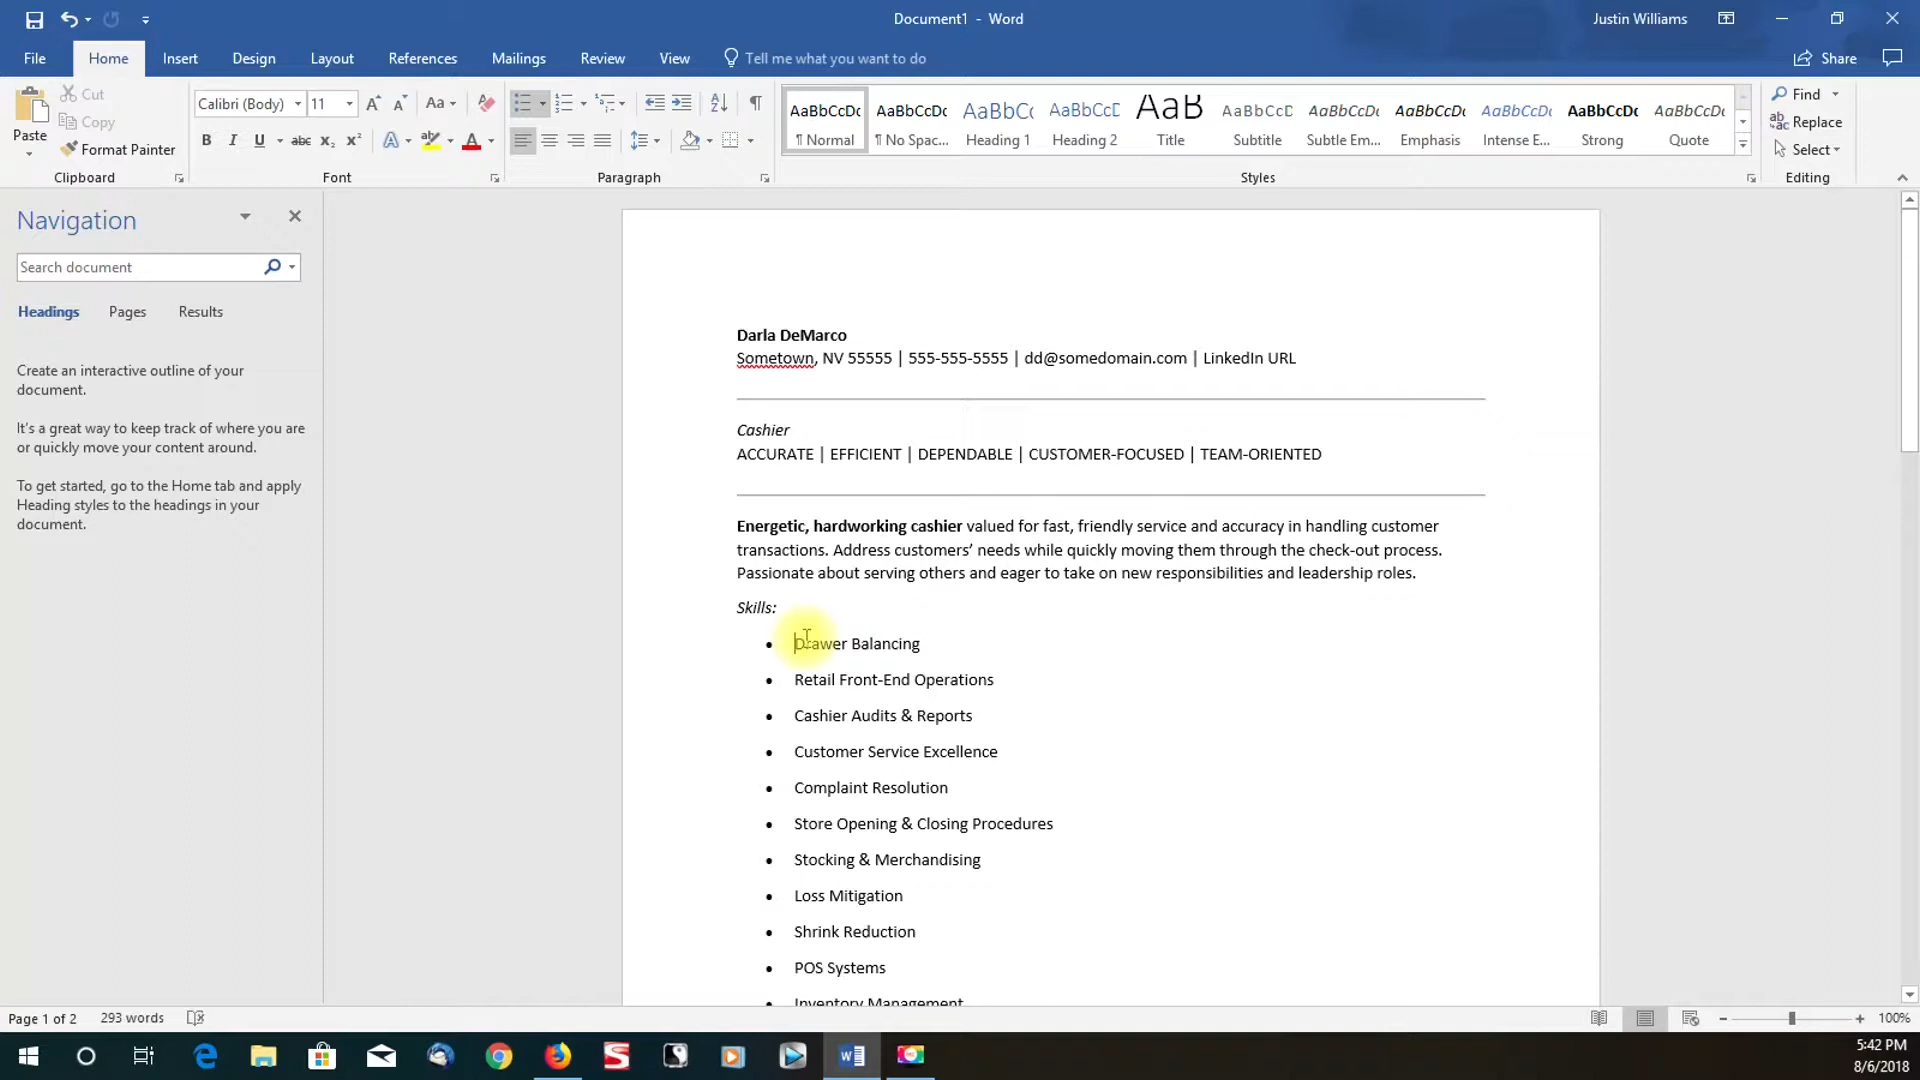 Document1 - Word
Justin Williams
File Home Insert Design Layout References Mailings Review View Tell me what you want to do
Share
Cut
Copy
Format Painter
Paste
Clipboard
Calibri (Body) 11 Aa
B I U abc x₂ x² A ab A
Font
Paragraph
AaBbCcDc AaBbCcDc AaBbCc AaBbCcD AaB AaBbCcD AaBbCcDc AaBbCcDc AaBbCcDc AaBbCcDc AaBbCcDc
¶ Normal ¶ No Spac... Heading 1 Heading 2 Title Subtitle Subtle Em... Emphasis Intense E... Strong Quote
Styles
Find
Replace
Select
Editing
Navigation
Search document
Headings Pages Results
Create an interactive outline of your
document.
It's a great way to keep track of where you are
or quickly move your content around.
To get started, go to the Home tab and apply
Heading styles to the headings in your
document.
Darla DeMarco
Sometown, NV 55555 | 555-555-5555 | dd@somedomain.com | LinkedIn URL
Cashier
ACCURATE | EFFICIENT | DEPENDABLE | CUSTOMER-FOCUSED | TEAM-ORIENTED
Energetic, hardworking cashier valued for fast, friendly service and accuracy in handling customer
transactions. Address customers’ needs while quickly moving them through the check-out process.
Passionate about serving others and eager to take on new responsibilities and leadership roles.
Skills:
• Drawer Balancing
• Retail Front-End Operations
• Cashier Audits & Reports
• Customer Service Excellence
• Complaint Resolution
• Store Opening & Closing Procedures
• Stocking & Merchandising
• Loss Mitigation
• Shrink Reduction
• POS Systems
Inventory Management
Page 1 of 2 293 words
100%
5:42 PM
8/6/2018